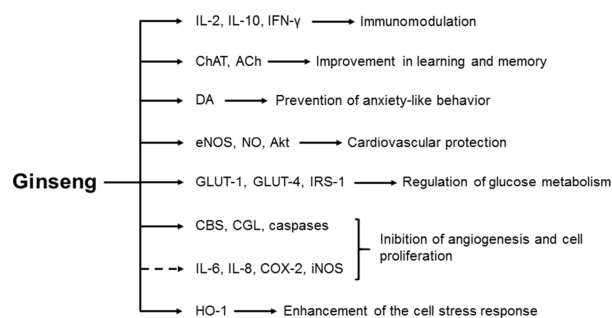 IL-2, IL-10, IFN-γ Immunomodulation
ChAT, ACh Improvement in learning and memory
DA Prevention of anxiety-like behavior
eNOS, NO, Akt Cardiovascular protection
Ginseng
GLUT-1, GLUT-4, IRS-1 Regulation of glucose metabolism
CBS, CGL, caspases
IL-6, IL-8, COX-2, iNOS
Inibition of angiogenesis and cell
proliferation
HO-1 Enhancement of the cell stress response